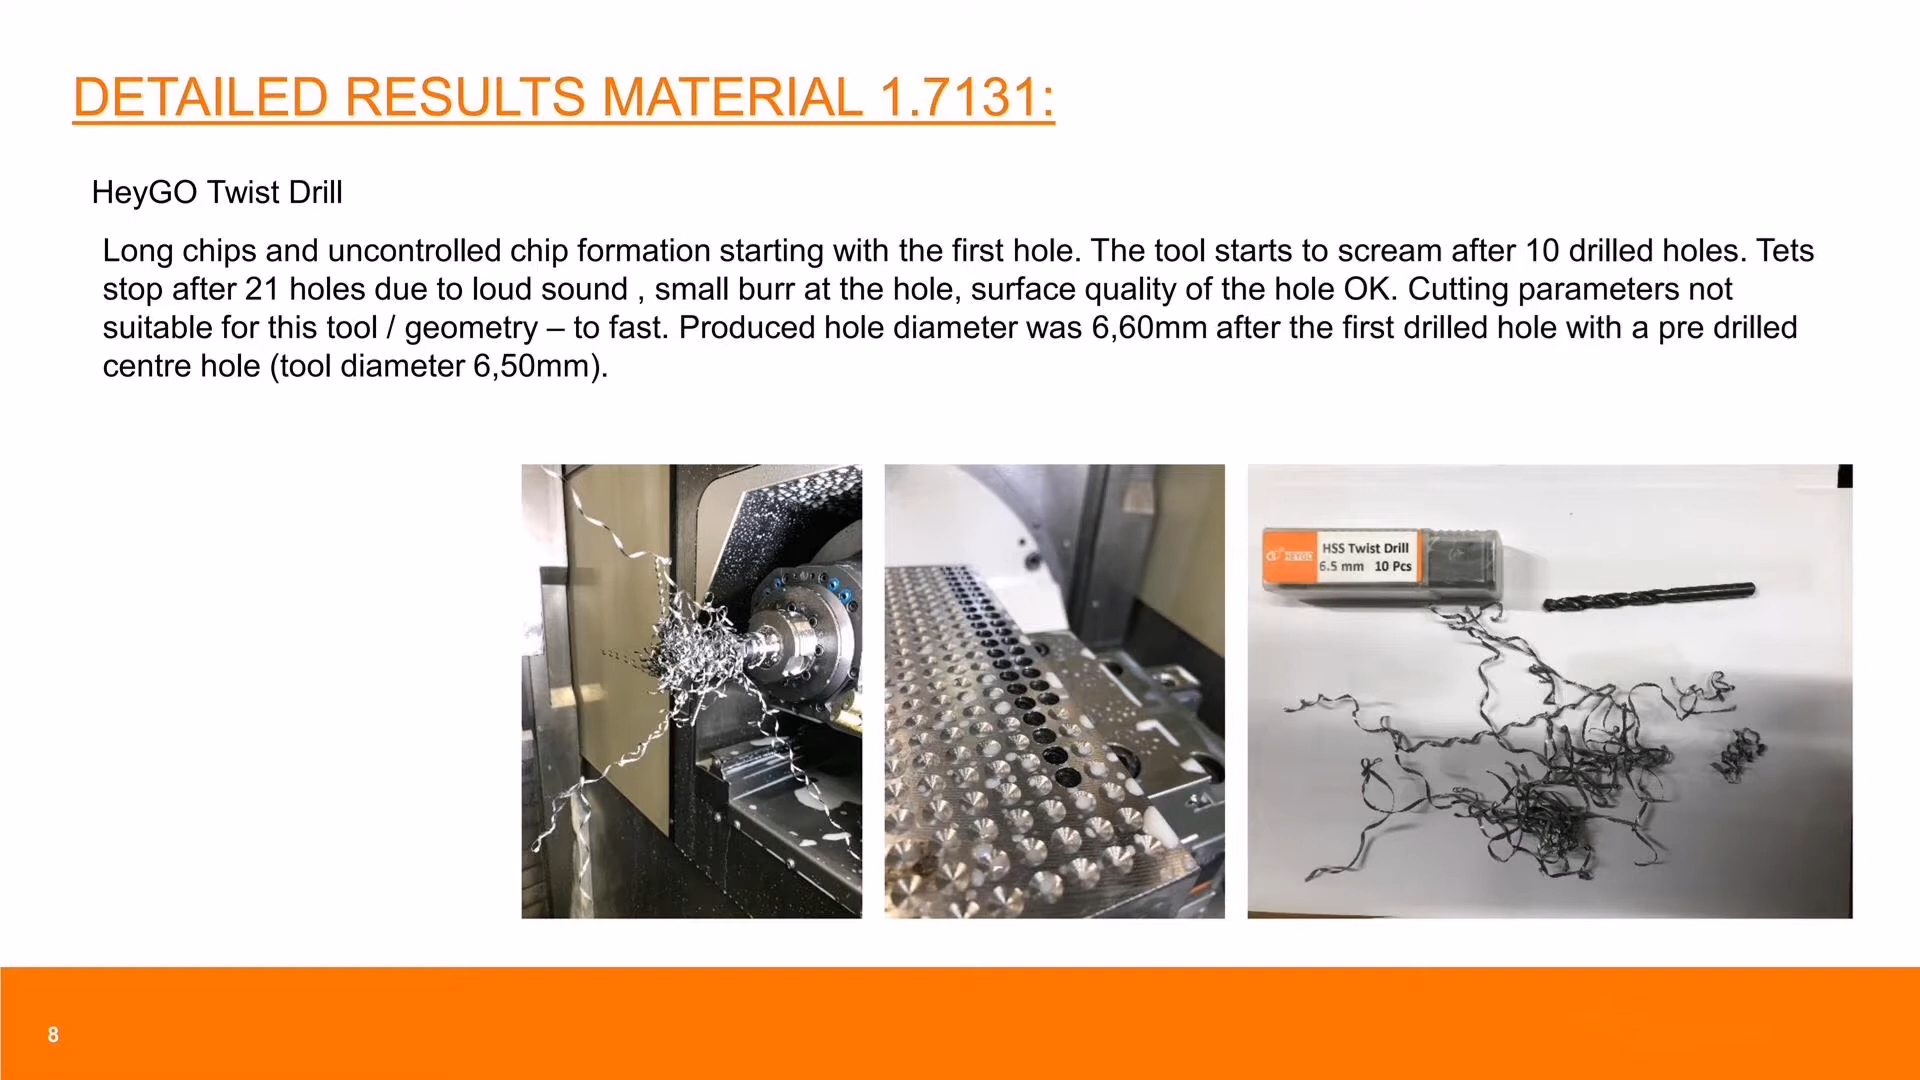 DETAILED RESULTS MATERIAL 1.7131:
HeyGO Twist Drill
Long chips and uncontrolled chip formation starting with the first hole. The tool starts to scream after 10 drilled holes. Tets
stop after 21 holes due to loud sound , small burr at the hole, surface quality of the hole OK. Cutting parameters not
suitable for this tool / geometry – to fast. Produced hole diameter was 6,60mm after the first drilled hole with a pre drilled
centre hole (tool diameter 6,50mm).
HEYGO
HSS Twist Drill
6.5 mm 10 Pcs
8